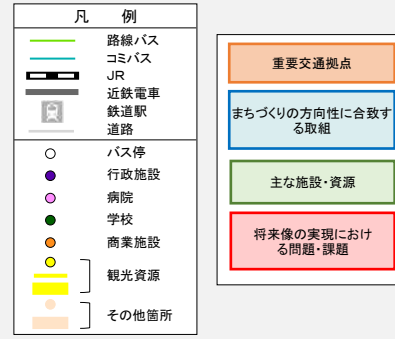 凡　例
路線バス
コミバス
JR
近鉄電車
鉄道駅
道路
バス停
行政施設
病院
学校
商業施設
観光資源
その他箇所
重要交通拠点
まちづくりの方向性に合致す
る取組
主な施設・資源
将来像の実現におけ
る問題・課題